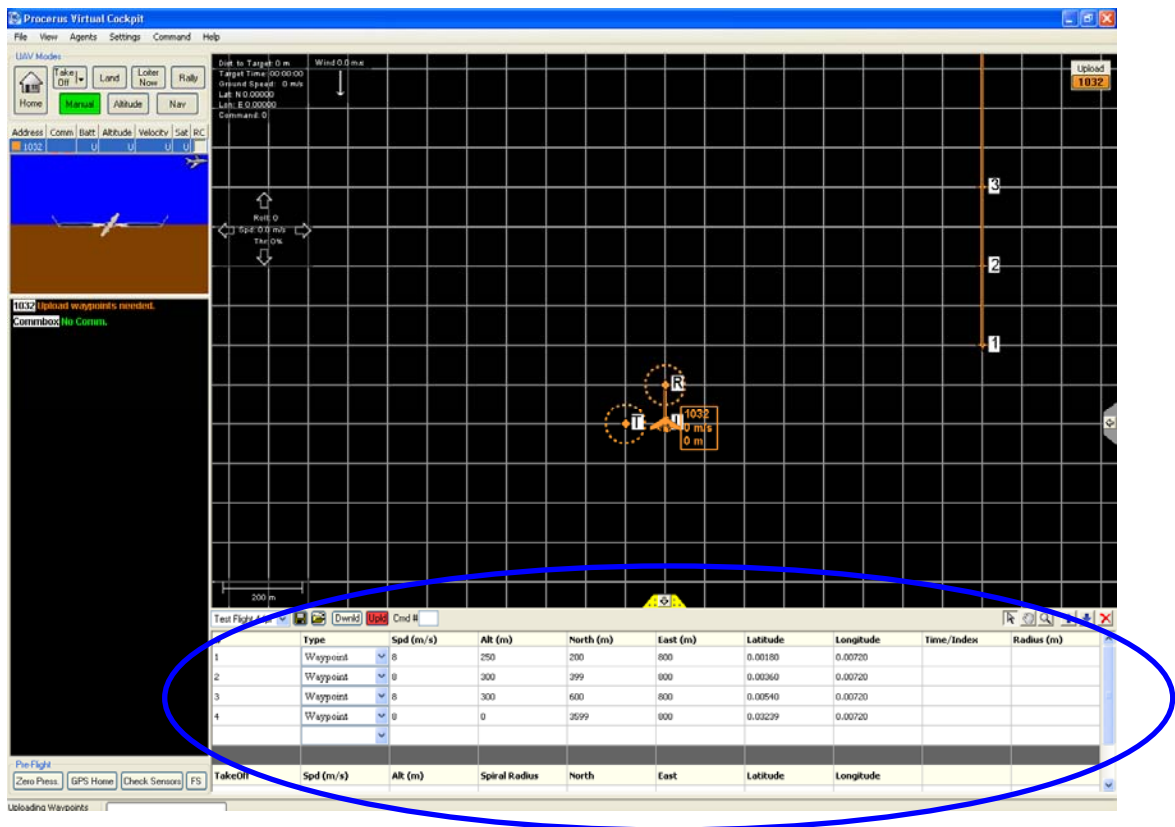 Procerus Virtual Cockpit
File View Agents Settings Command Help
UAV Modes
Home
Take Off
Land
Loiter Now
Rally
Manual
Altitude
Nav
Address Comm Batt Altitude Velocity Sat RC
1032 U U U U
1032 Upload waypoints needed.
Commbox No Comm.
Dist to Target: 0 m
Target Time: 00:00:00
Ground Speed: 0 m/s
Lat: N 0.00000
Lon: E 0.00000
Command: 0
Wind 0.0 m/s
Roll: 0
Spd: 0.0 m/s
Thr: 0%
Upload
1032
3
2
1
R
T
1032
0 m/s
0 m
200 m
Test Flight Dwnld Upld Cmd #
Type Spd (m/s) Alt (m) North (m) East (m) Latitude Longitude Time/Index Radius (m)
1 Waypoint 8 250 200 800 0.00180 0.00720
2 Waypoint 8 300 399 800 0.00360 0.00720
3 Waypoint 8 300 600 800 0.00540 0.00720
4 Waypoint 8 0 3599 800 0.03239 0.00720
TakeOff Spd (m/s) Alt (m) Spiral Radius North East Latitude Longitude
Pre-Flight
Zero Press. GPS Home Check Sensors FS
Uploading Waypoints